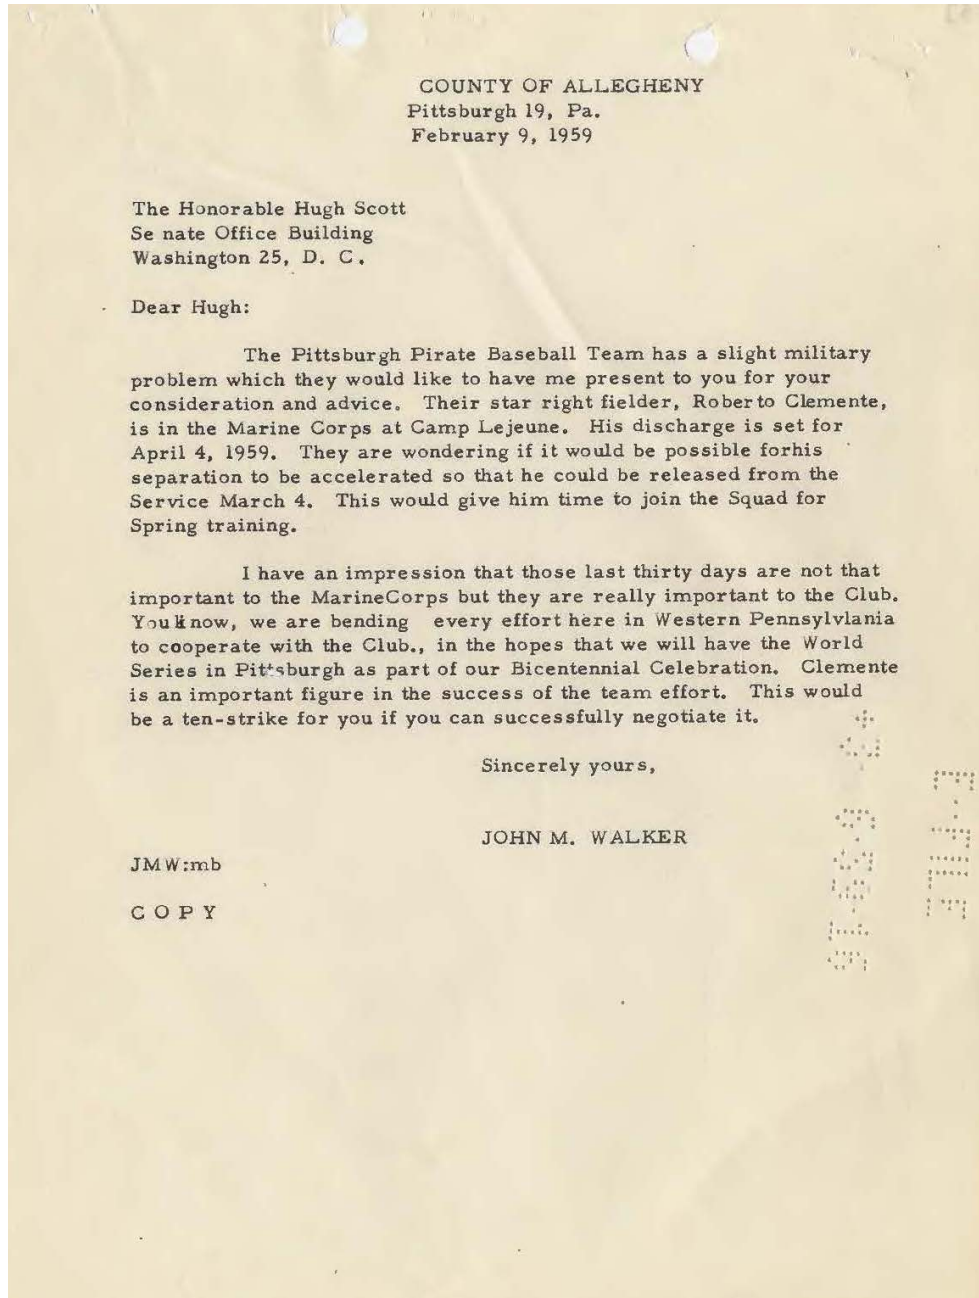 COUNTY OF ALLEGHENY
Pittsburgh 19, Pa.
February 9, 1959
The Honorable Hugh Scott
Se nate Office Building
Washington 25, D. C.
Dear Hugh:
The Pittsburgh Pirate Baseball Team has a slight military
problem which they would like to have me present to you for your
consideration and advice. Their star right fielder, Roberto Clemente,
is in the Marine Corps at Camp Lejeune. His discharge is set for
April 4, 1959. They are wondering if it would be possible forhis
separation to be accelerated so that he could be released from the
Service March 4. This would give him time to join the Squad for
Spring training.
I have an impression that those last thirty days are not that
important to the MarineCorps but they are really important to the Club.
You know, we are bending every effort here in Western Pennsylvlania
to cooperate with the Club., in the hopes that we will have the World
Series in Pittsburgh as part of our Bicentennial Celebration. Clemente
is an important figure in the success of the team effort. This would
be a ten-strike for you if you can successfully negotiate it.
Sincerely yours,
JOHN M. WALKER
JMW:mb
COPY